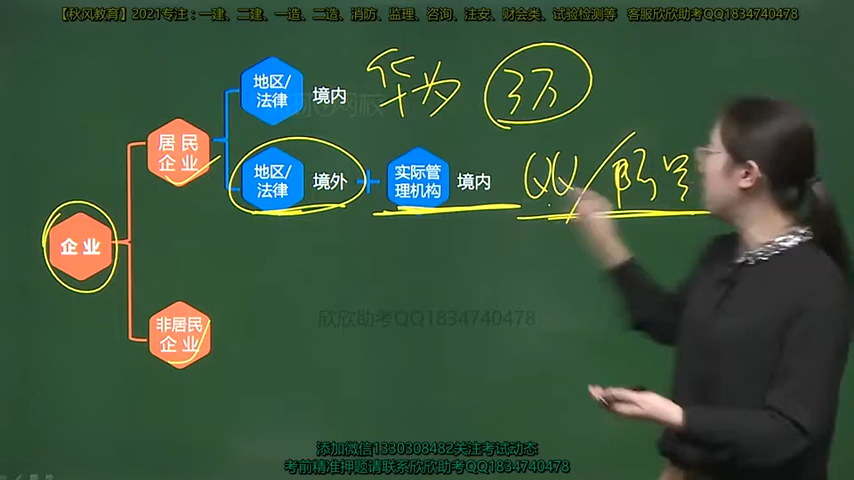 【秋风教育】2021专注：一建、二建、一造、二造、消防、监理、咨询、注安、财会类、试验检测等 客服欣欣助考QQ1834740478
地区/
法律
境内
华为
3万
居民
企业
地区/
法律
境外
实际管
理机构
境内
QQ/
企业
非居民
企业
欣欣助考QQ1834740478
添加微信1330308482关注考试动态
考前精准押题请联系欣欣助考QQ1834740478